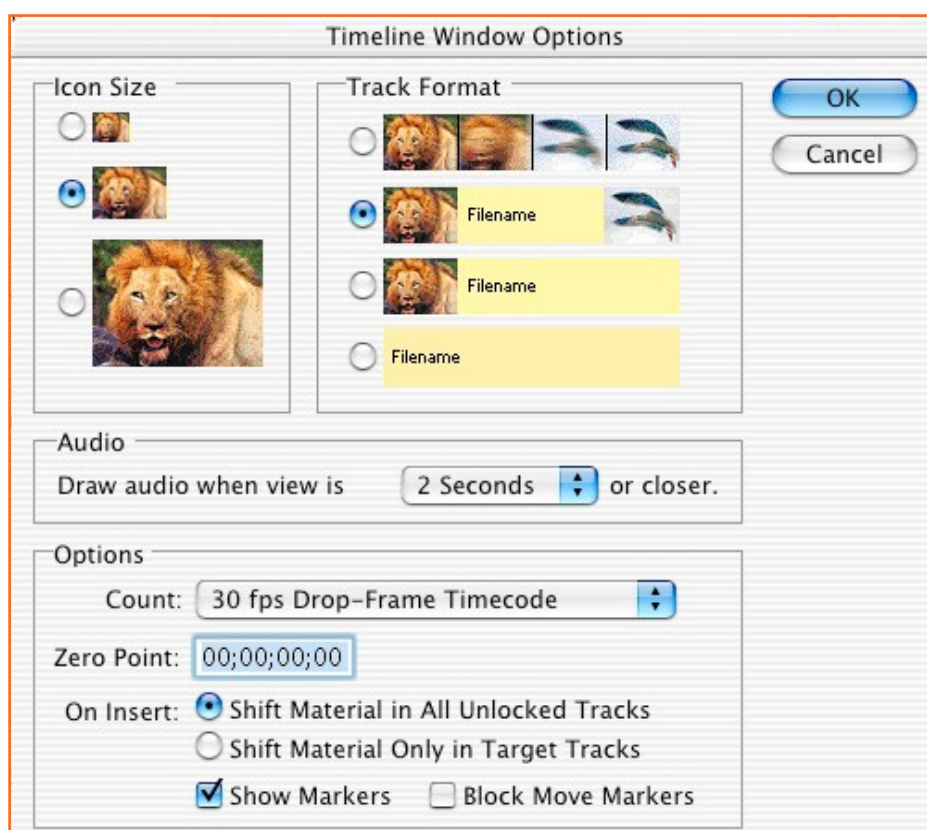 Timeline Window Options
Icon Size
Track Format
OK
Cancel
Filename
Filename
Filename
Audio
Draw audio when view is 2 Seconds or closer.
Options
Count: 30 fps Drop-Frame Timecode
Zero Point: 00;00;00;00
On Insert: Shift Material in All Unlocked Tracks
Shift Material Only in Target Tracks
Show Markers Block Move Markers